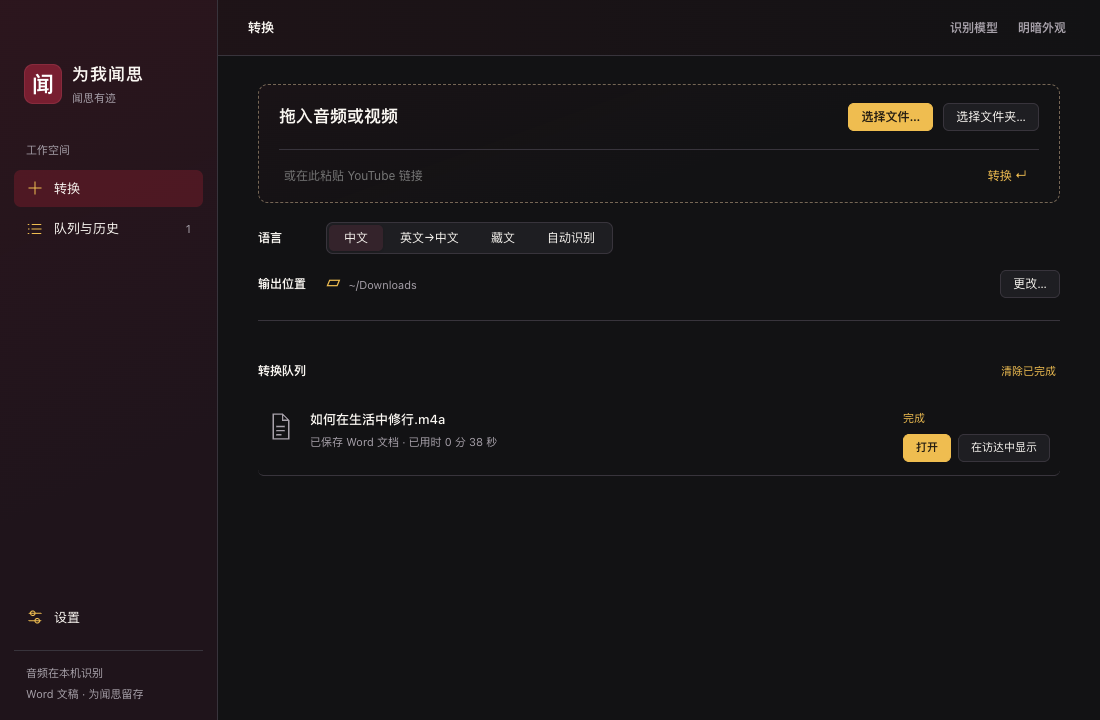 闻
为我闻思
闻思有迹
工作空间
转换
队列与历史 1
设置
音频在本机识别
Word 文稿 · 为闻思留存
转换
识别模型 明暗外观
拖入音频或视频
选择文件... 选择文件夹...
或在此粘贴 YouTube 链接
转换 ↵
语言 中文 英文→中文 藏文 自动识别
输出位置 ~/Downloads 更改...
转换队列 清除已完成
如何在生活中修行.m4a
已保存 Word 文档 · 已用时 0 分 38 秒
完成
打开 在访达中显示